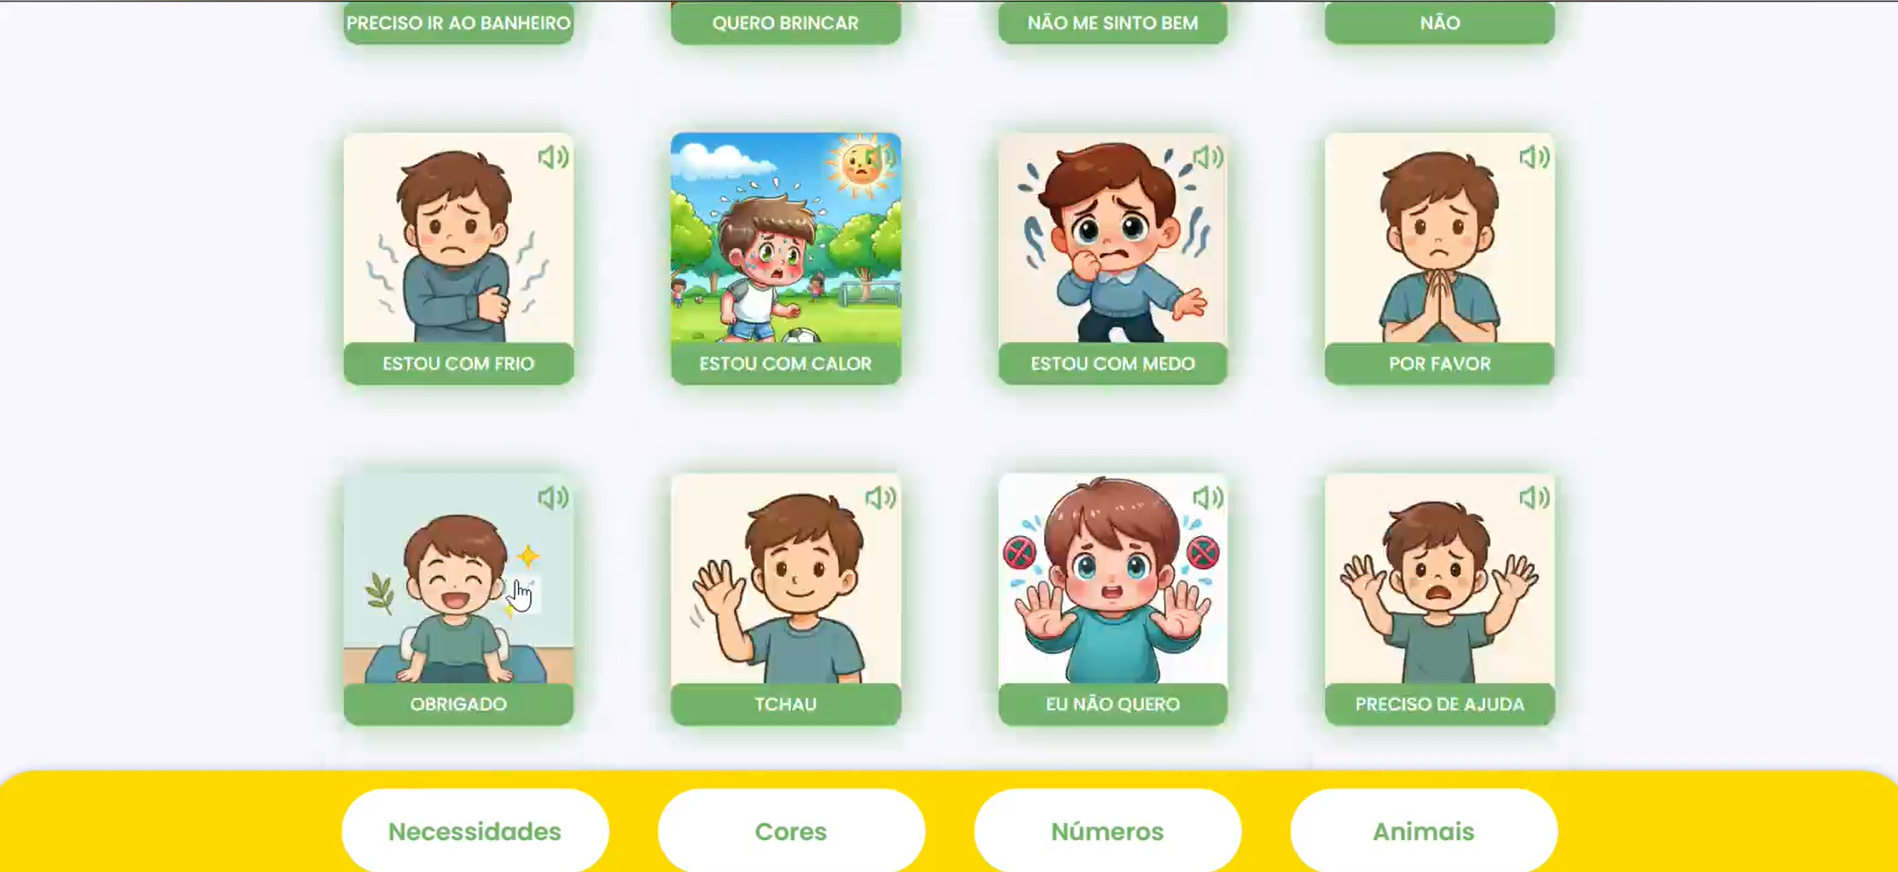 PRECISO IR AO BANHEIRO
QUERO BRINCAR
NÃO ME SINTO BEM
NÃO
ESTOU COM FRIO
ESTOU COM CALOR
ESTOU COM MEDO
POR FAVOR
OBRIGADO
TCHAU
EU NÃO QUERO
PRECISO DE AJUDA
Necessidades
Cores
Números
Animais